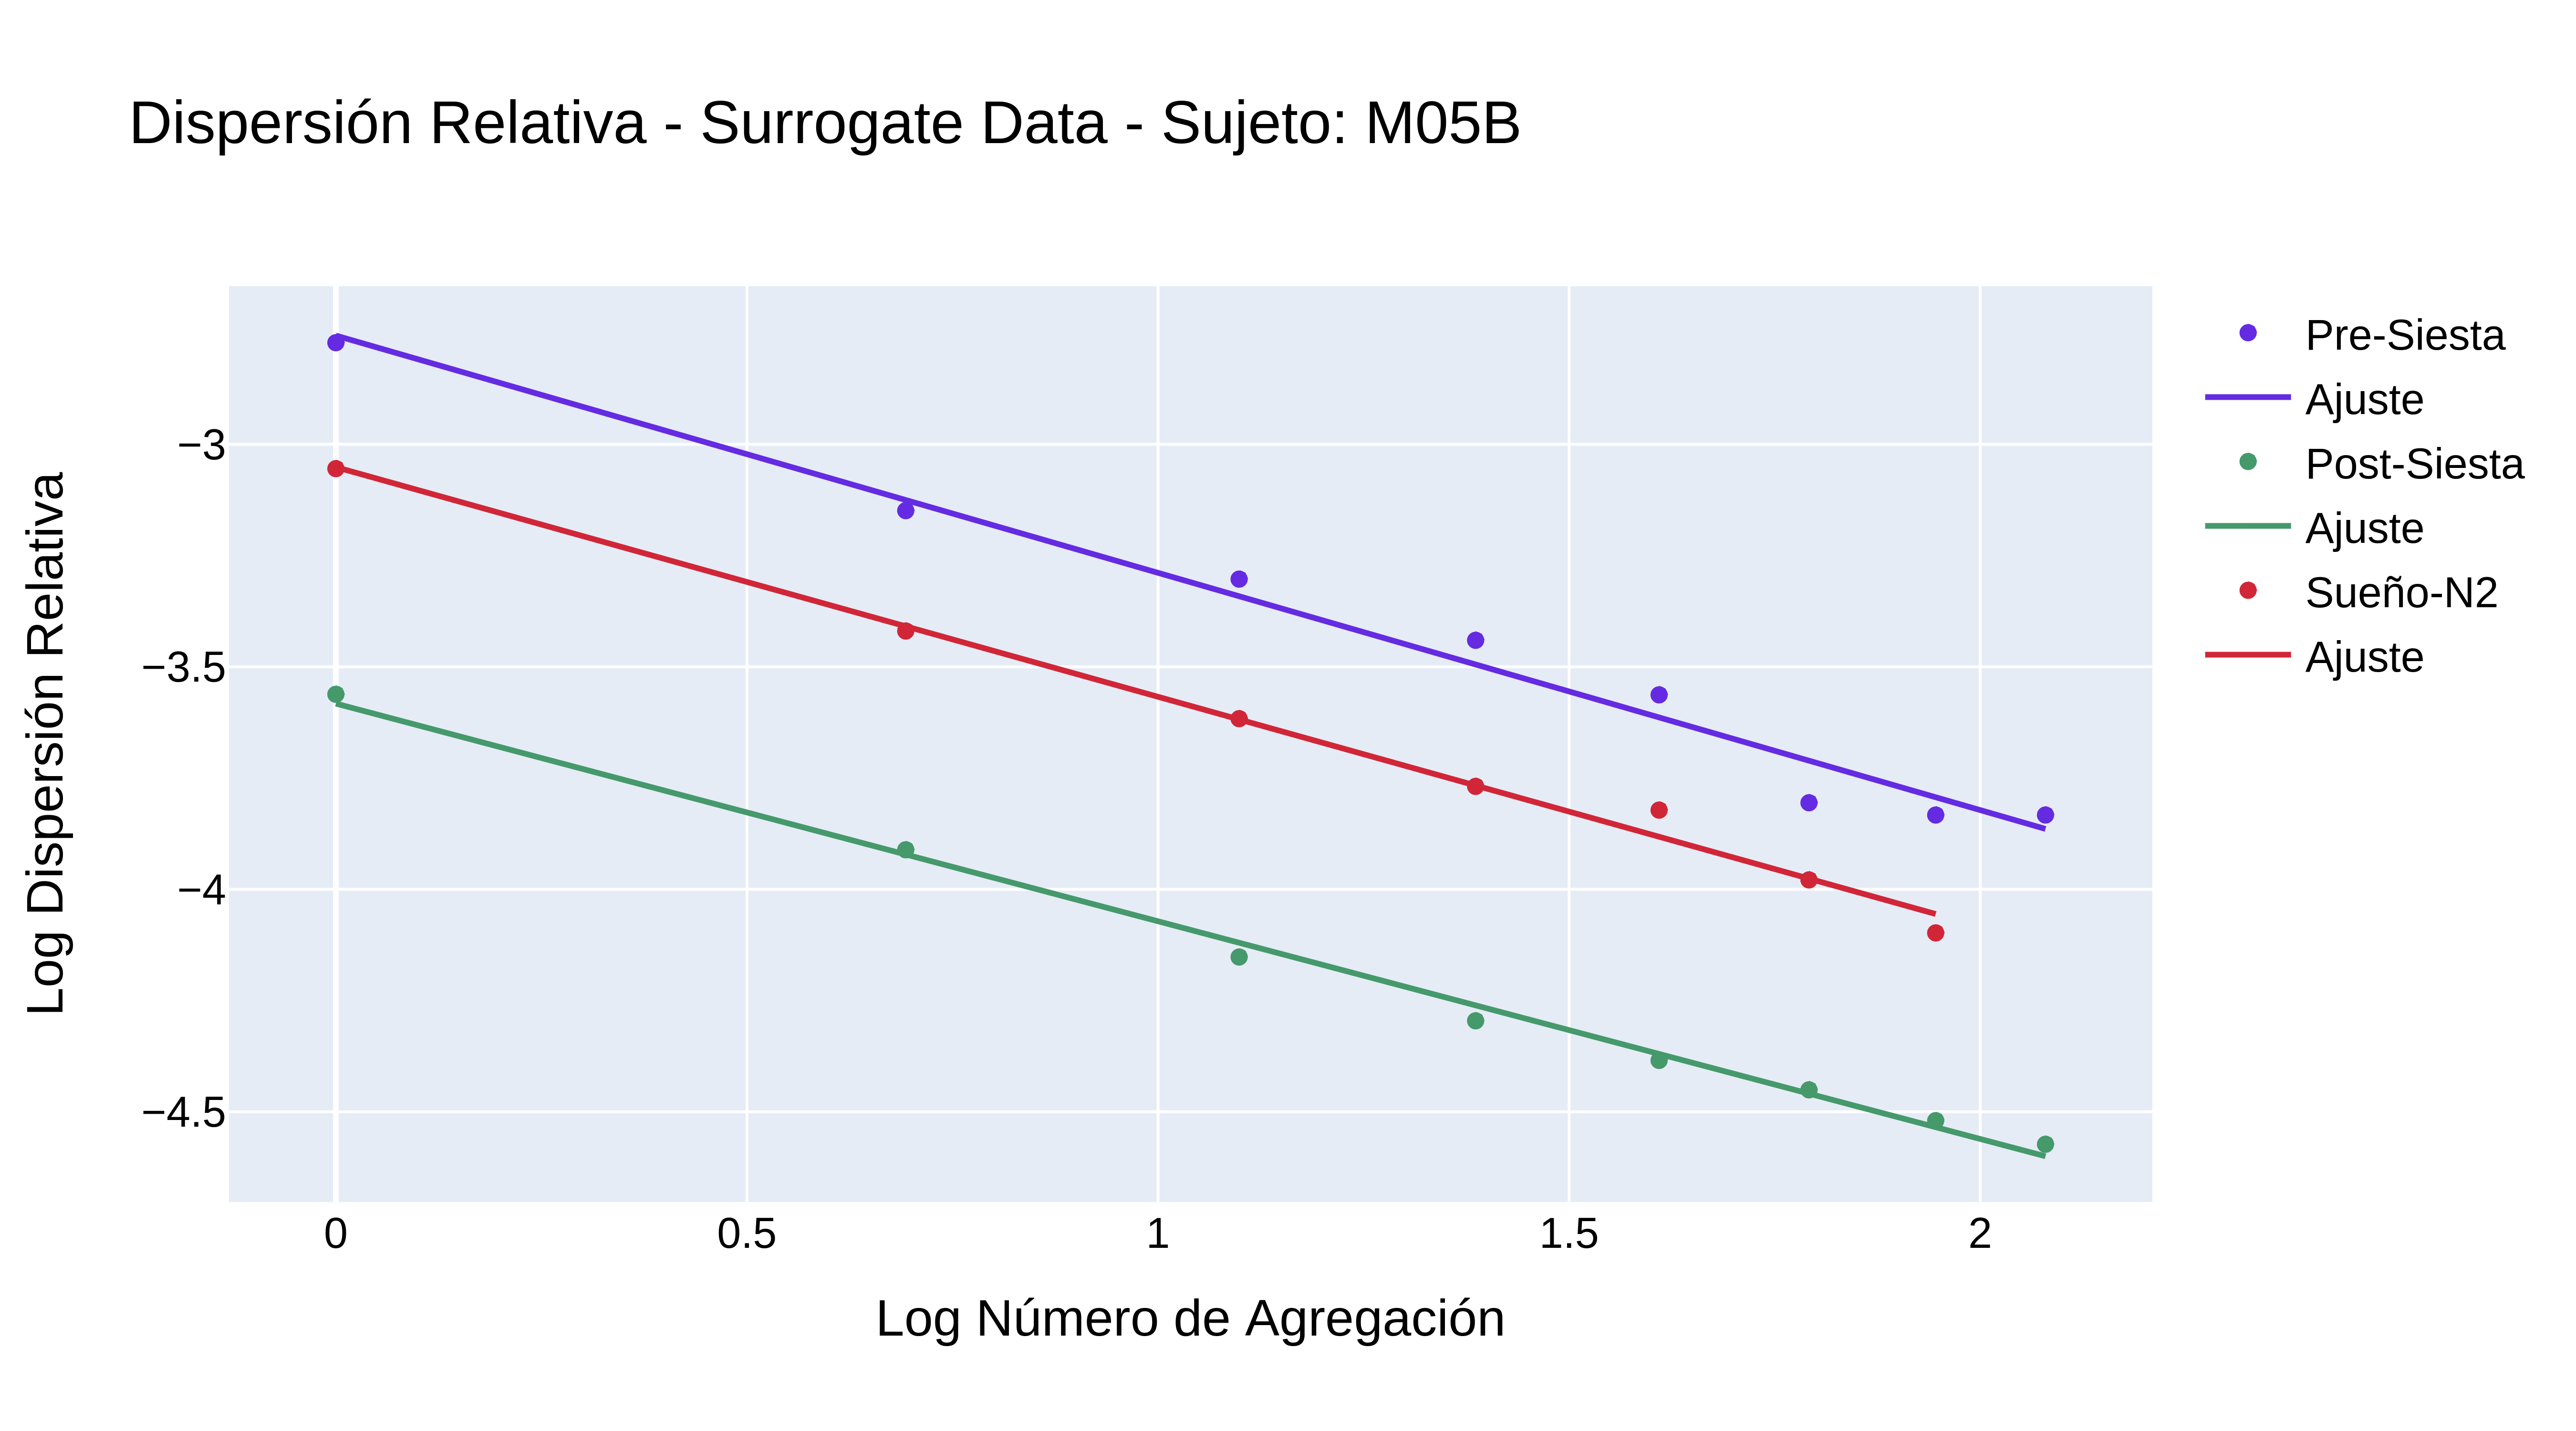 Dispersión Relativa - Surrogate Data - Sujeto: M05B
Log Dispersión Relativa
−3
−3.5
−4
−4.5
0
0.5
1
1.5
2
Log Número de Agregación
Pre-Siesta
Ajuste
Post-Siesta
Ajuste
Sueño-N2
Ajuste